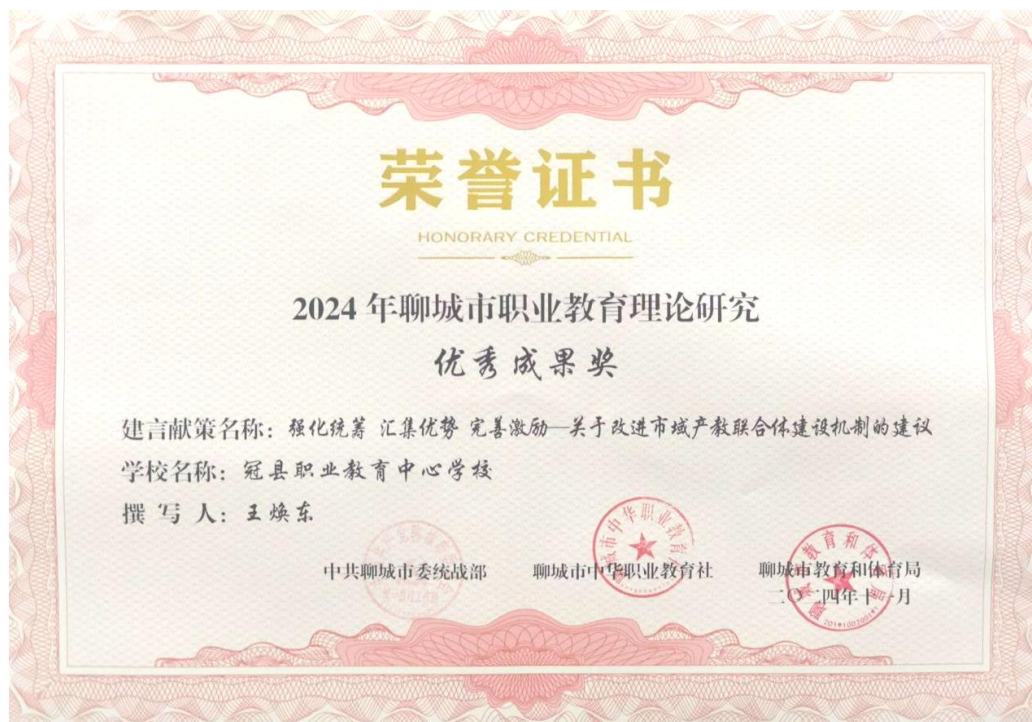 荣誉证书
HONORARY CREDENTIAL
2024 年聊城市职业教育理论研究
优秀成果奖
建言献策名称：强化统筹 汇集优势 完善激励—关于改进市域产教联合体建设机制的建议
学校名称：冠县职业教育中心学校
撰 写 人：王焕东
中共聊城市委统战部 聊城市中华职业教育社 聊城市教育和体育局
二〇二四年十一月